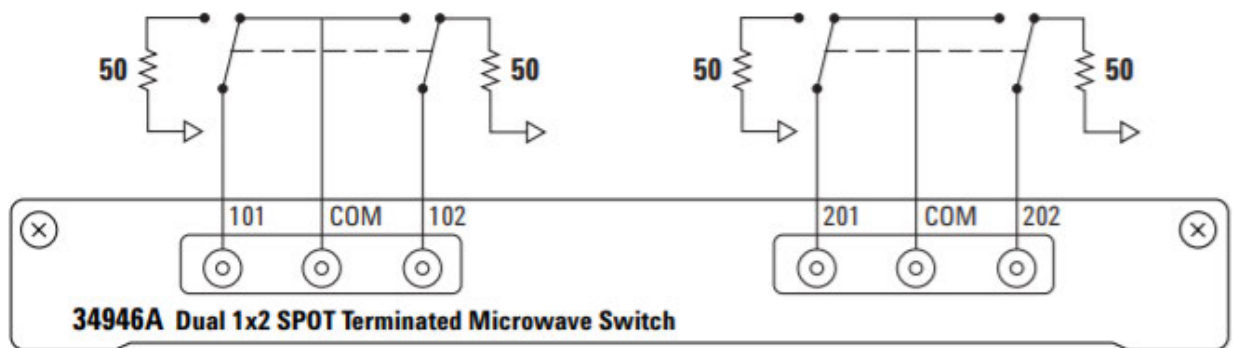 50 50 50 50
101 COM 102 201 COM 202
34946A Dual 1x2 SPOT Terminated Microwave Switch